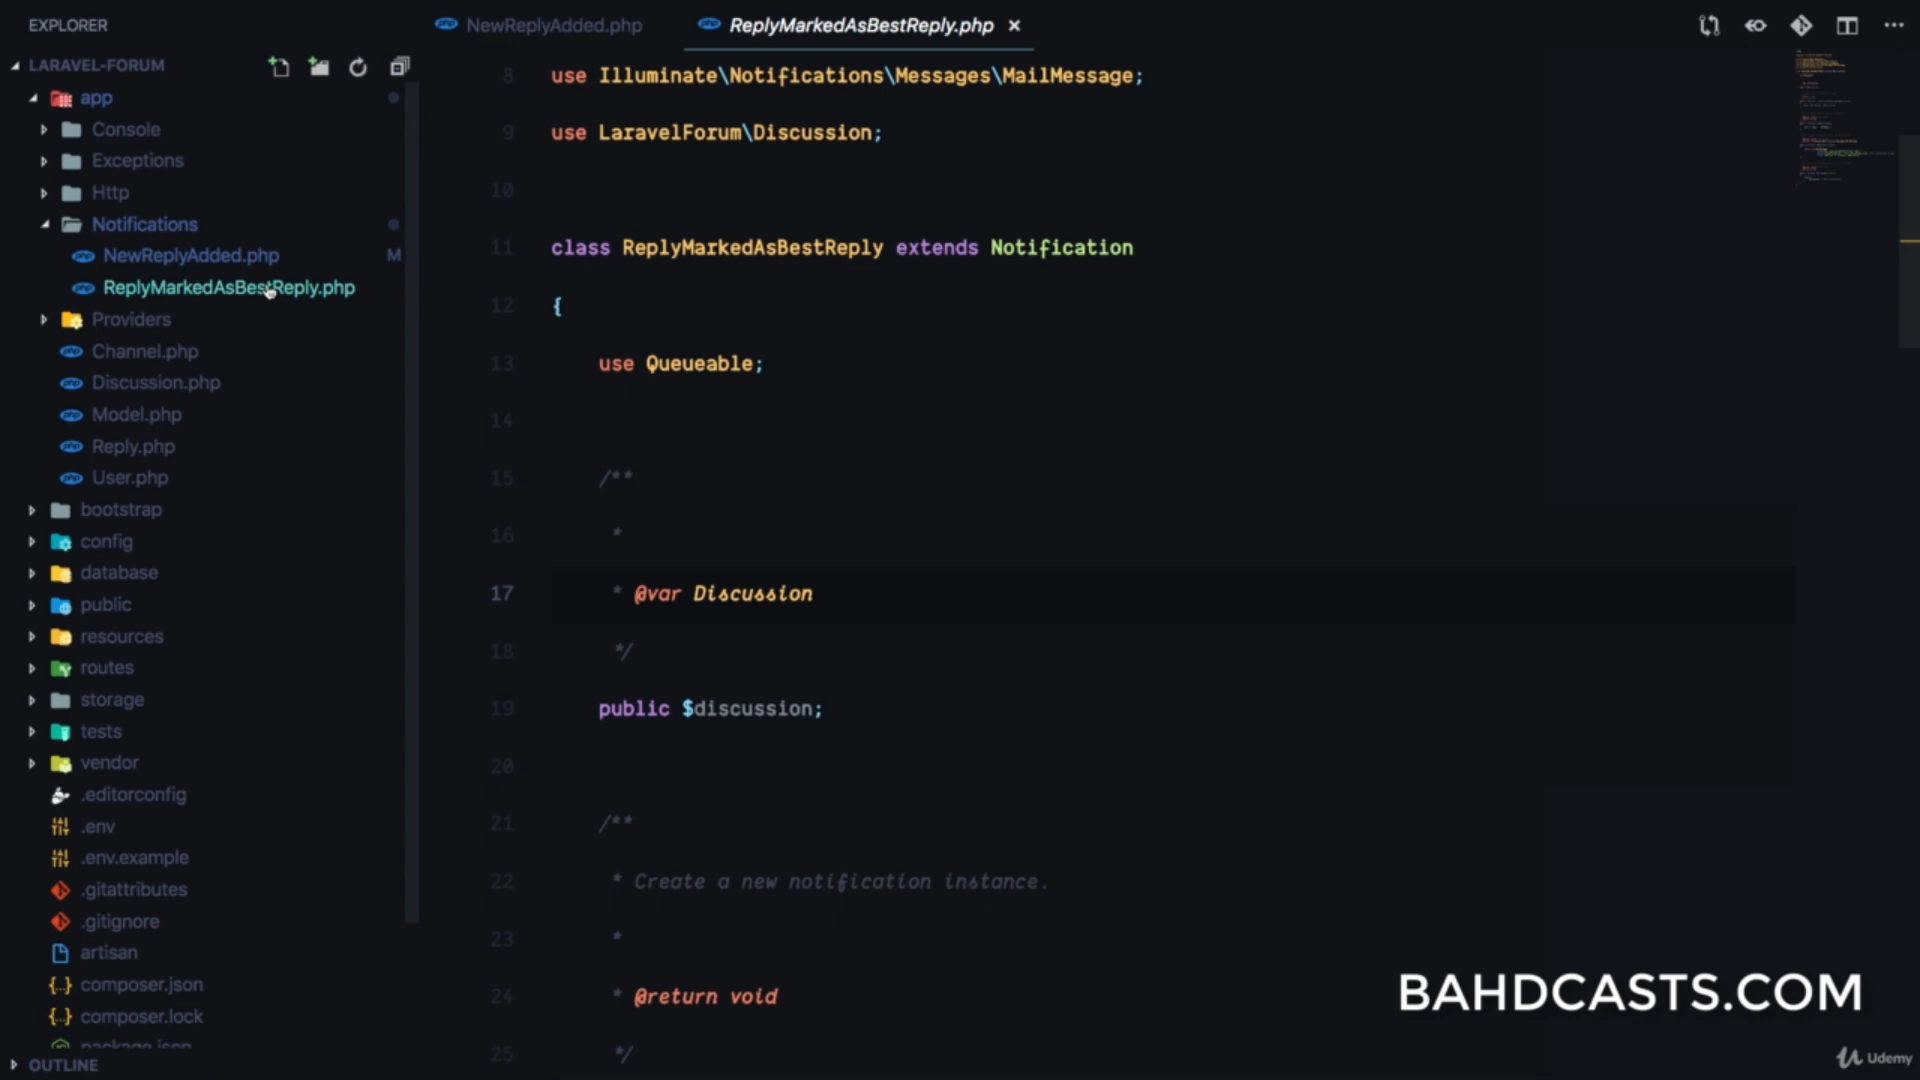 EXPLORER
LARAVEL-FORUM
app
Console
Exceptions
Http
Notifications
NewReplyAdded.php M
ReplyMarkedAsBestReply.php
Providers
Channel.php
Discussion.php
Model.php
Reply.php
User.php
bootstrap
config
database
public
resources
routes
storage
tests
vendor
.editorconfig
.env
.env.example
.gitattributes
.gitignore
artisan
composer.json
composer.lock
package.json
OUTLINE
NewReplyAdded.php ReplyMarkedAsBestReply.php
8 use Illuminate\Notifications\Messages\MailMessage;
9 use LaravelForum\Discussion;
10
11 class ReplyMarkedAsBestReply extends Notification
12 {
13 use Queueable;
14
15 /**
16 *
17 * @var Discussion
18 */
19 public $discussion;
20
21 /**
22 * Create a new notification instance.
23 *
24 * @return void
25 */
BAHDCASTS.COM
Udemy